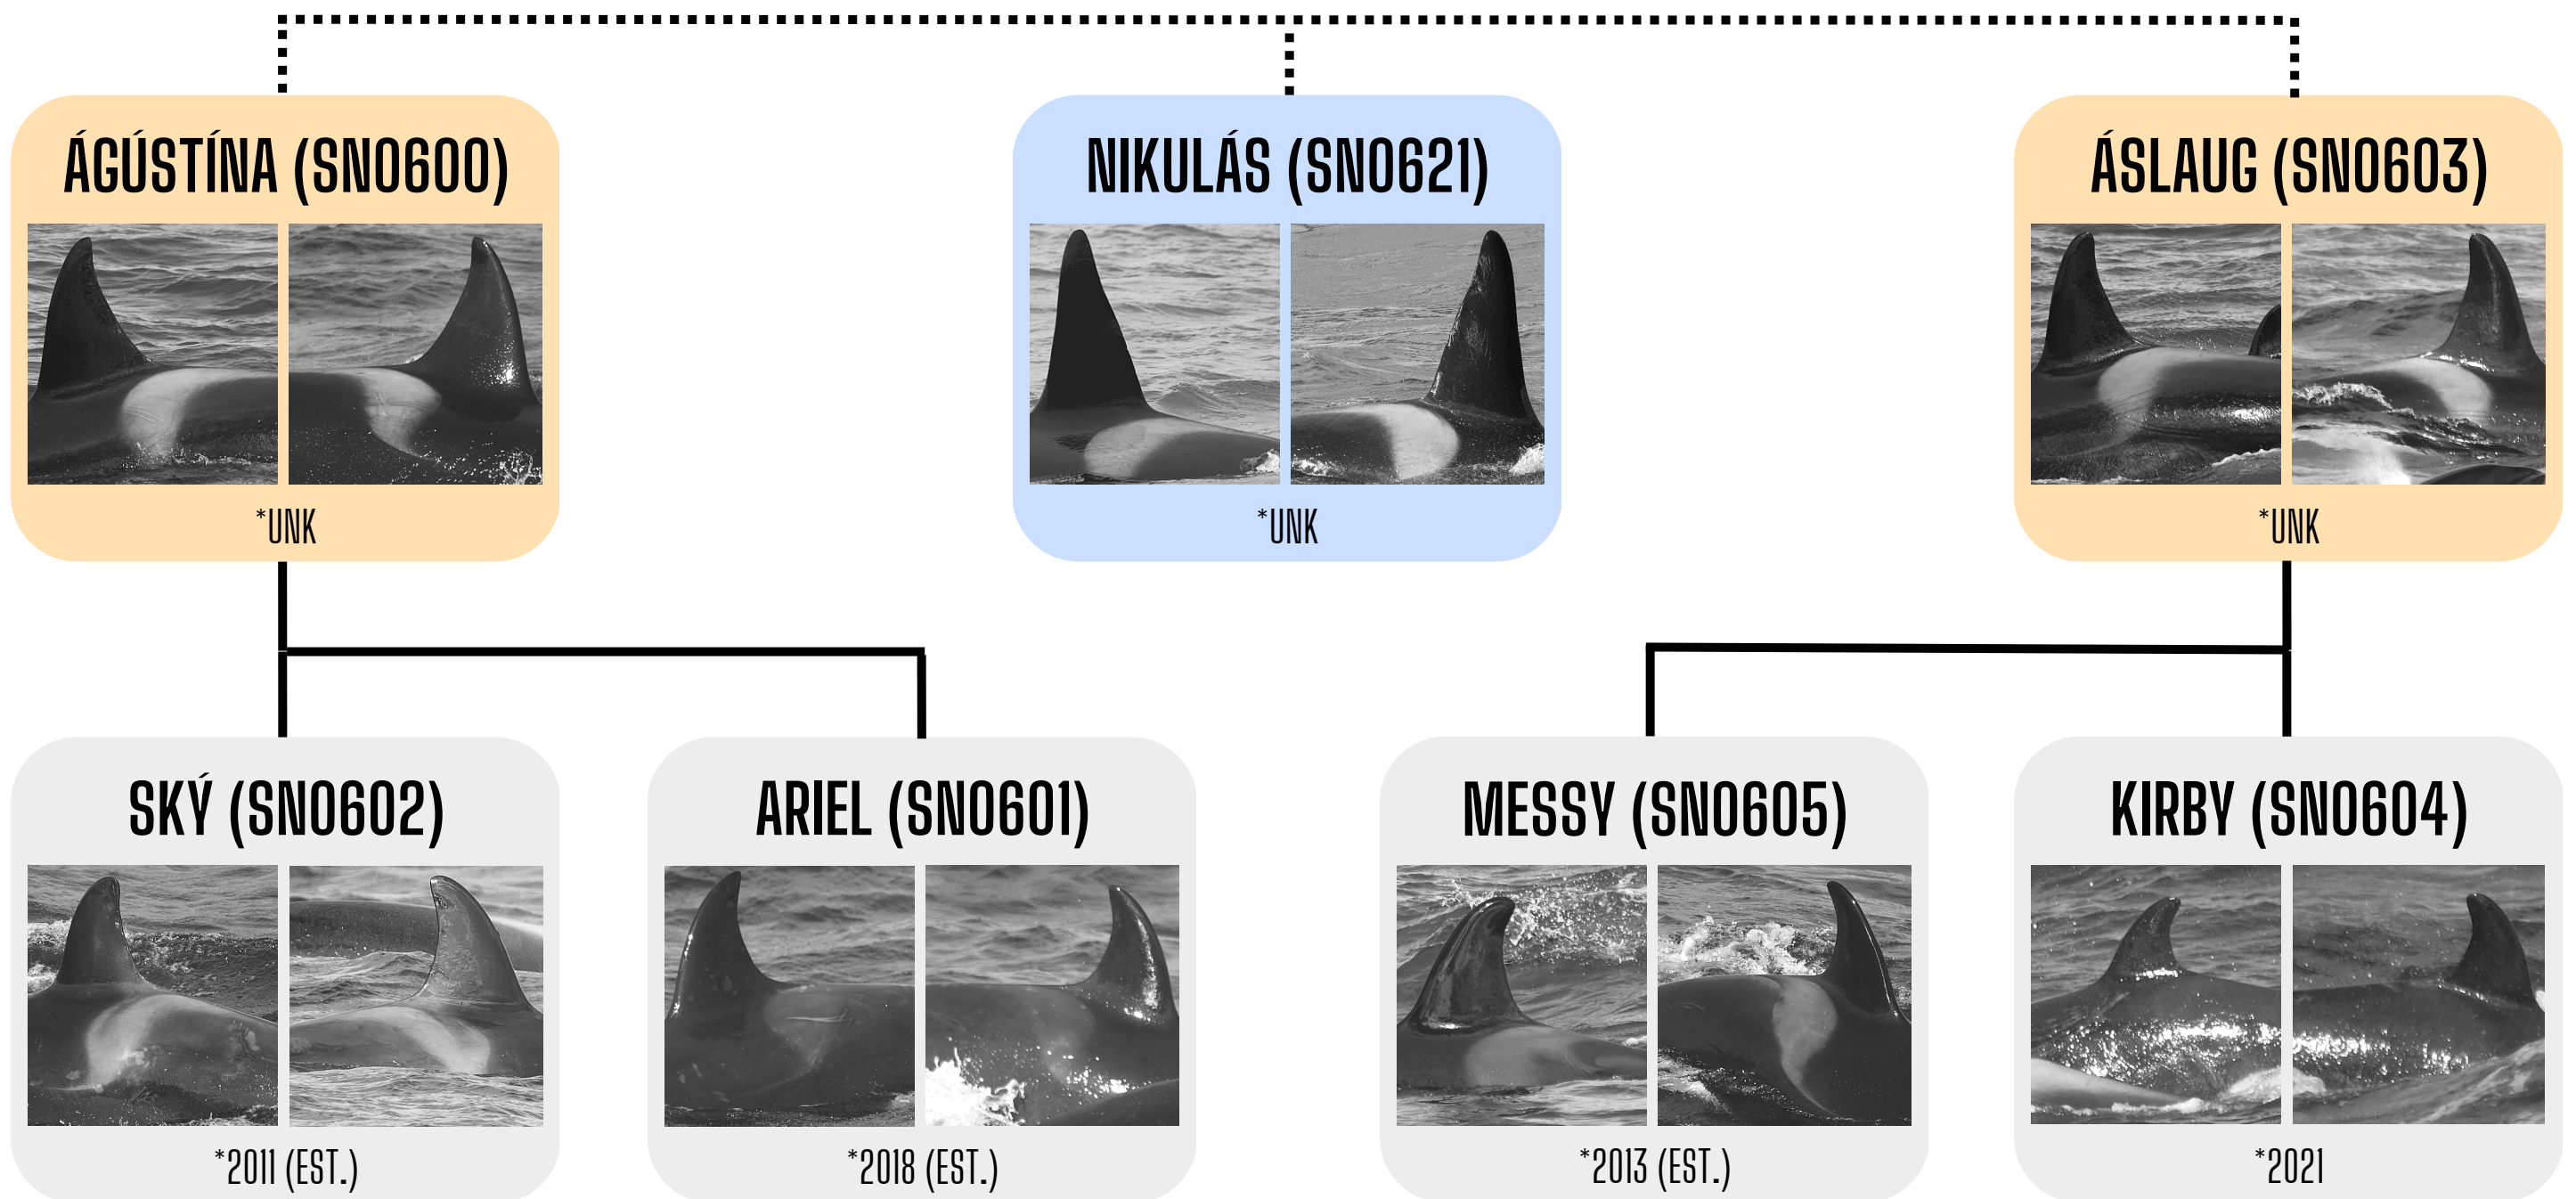 ÁGÚSTÍNA (SN0600)
*UNK
NIKULÁS (SN0621)
*UNK
ÁSLAUG (SN0603)
*UNK
SKÝ (SN0602)
*2011 (EST.)
ARIEL (SN0601)
*2018 (EST.)
MESSY (SN0605)
*2013 (EST.)
KIRBY (SN0604)
*2021